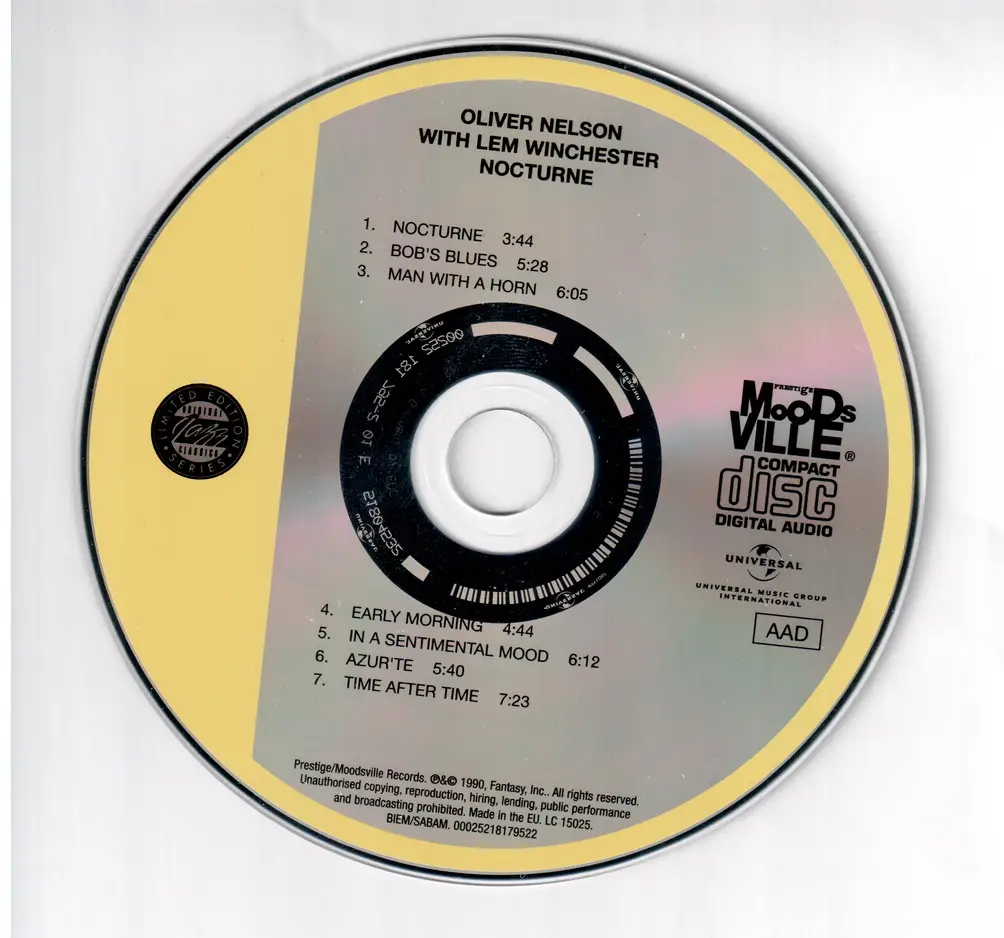 OLIVER NELSON
WITH LEM WINCHESTER
NOCTURNE
1. NOCTURNE 3:44
2. BOB'S BLUES 5:28
3. MAN WITH A HORN 6:05
LIMITED EDITION
ORIGINAL
Jazz
CLASSICS
SERIES
PRESTIGE
MOODSVILLE®
COMPACT
disc
DIGITAL AUDIO
UNIVERSAL
UNIVERSAL MUSIC GROUP
INTERNATIONAL
AAD
4. EARLY MORNING 4:44
5. IN A SENTIMENTAL MOOD 6:12
6. AZUR'TE 5:40
7. TIME AFTER TIME 7:23
Prestige/Moodsville Records. ℗&© 1990, Fantasy, Inc.. All rights reserved.
Unauthorised copying, reproduction, hiring, lending, public performance
and broadcasting prohibited. Made in the EU. LC 15025.
BIEM/SABAM. 00025218179522